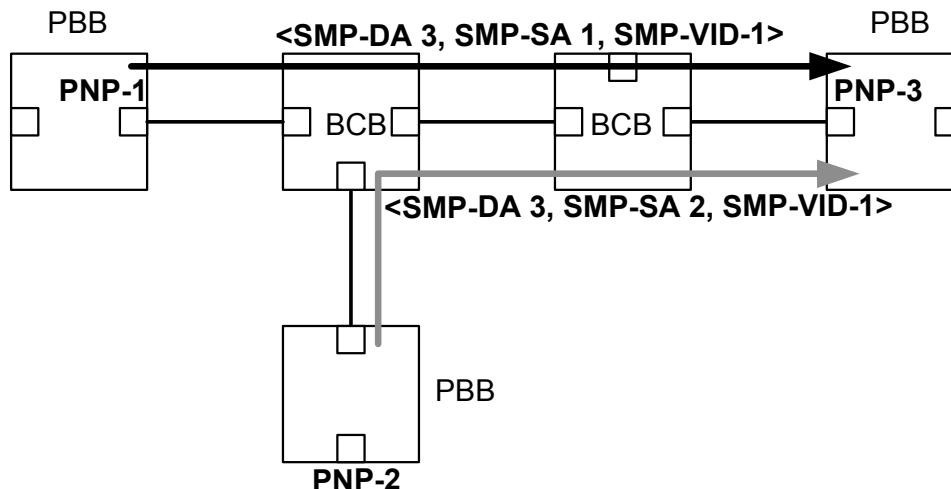 PBB
<SMP-DA 3, SMP-SA 1, SMP-VID-1>
PBB
PNP-1
PNP-3
BCB
BCB
<SMP-DA 3, SMP-SA 2, SMP-VID-1>
PBB
PNP-2